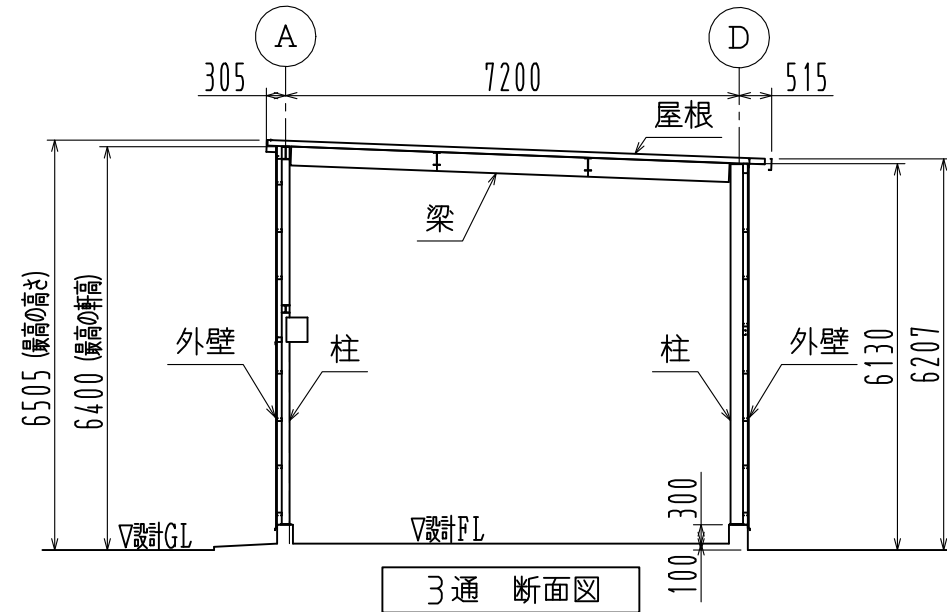 A
D
305
7200
515
屋根
梁
6505 (最高の高さ)
6400 (最高の軒高)
外壁
柱
柱
外壁
6130
6207
300
100
▽設計GL
▽設計FL
3通 断面図